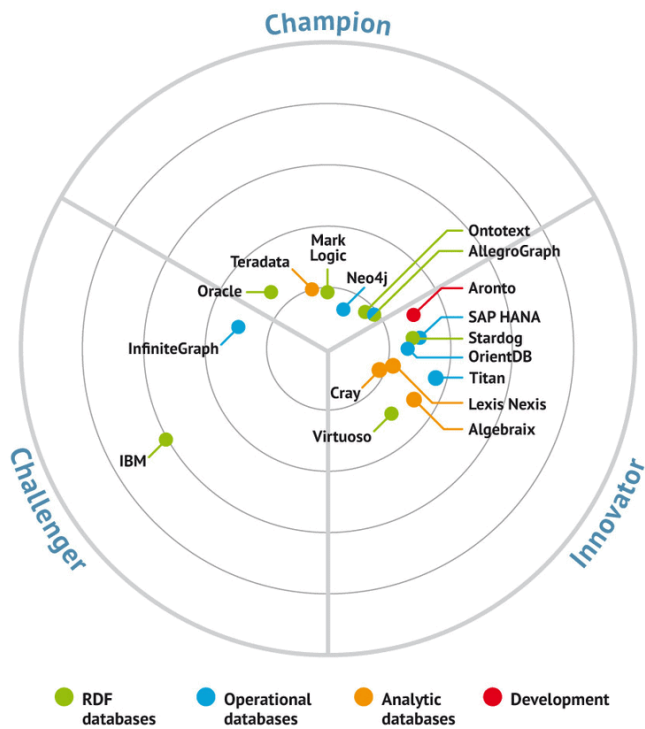 Champion
Ontotext
Mark
Logic
AllegroGraph
Teradata
Neo4j
Oracle
Aronto
SAP HANA
Stardog
InfiniteGraph
OrientDB
Titan
Cray
Lexis Nexis
Virtuoso
Algebraix
IBM
Challenger
Innovator
RDF
databases
Operational
databases
Analytic
databases
Development